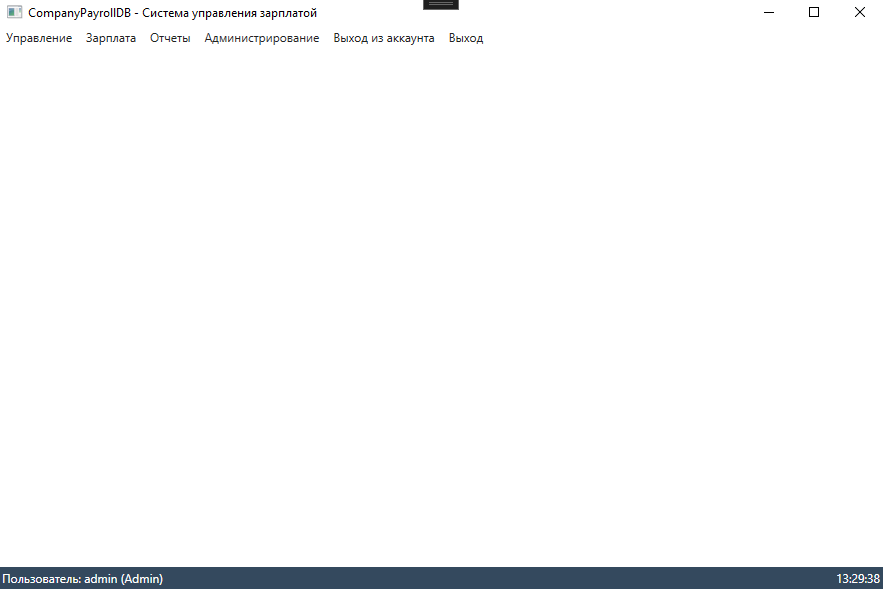 CompanyPayrollDB - Система управления зарплатой
Управление Зарплата Отчеты Администрирование Выход из аккаунта Выход
Пользователь: admin (Admin) 13:29:38